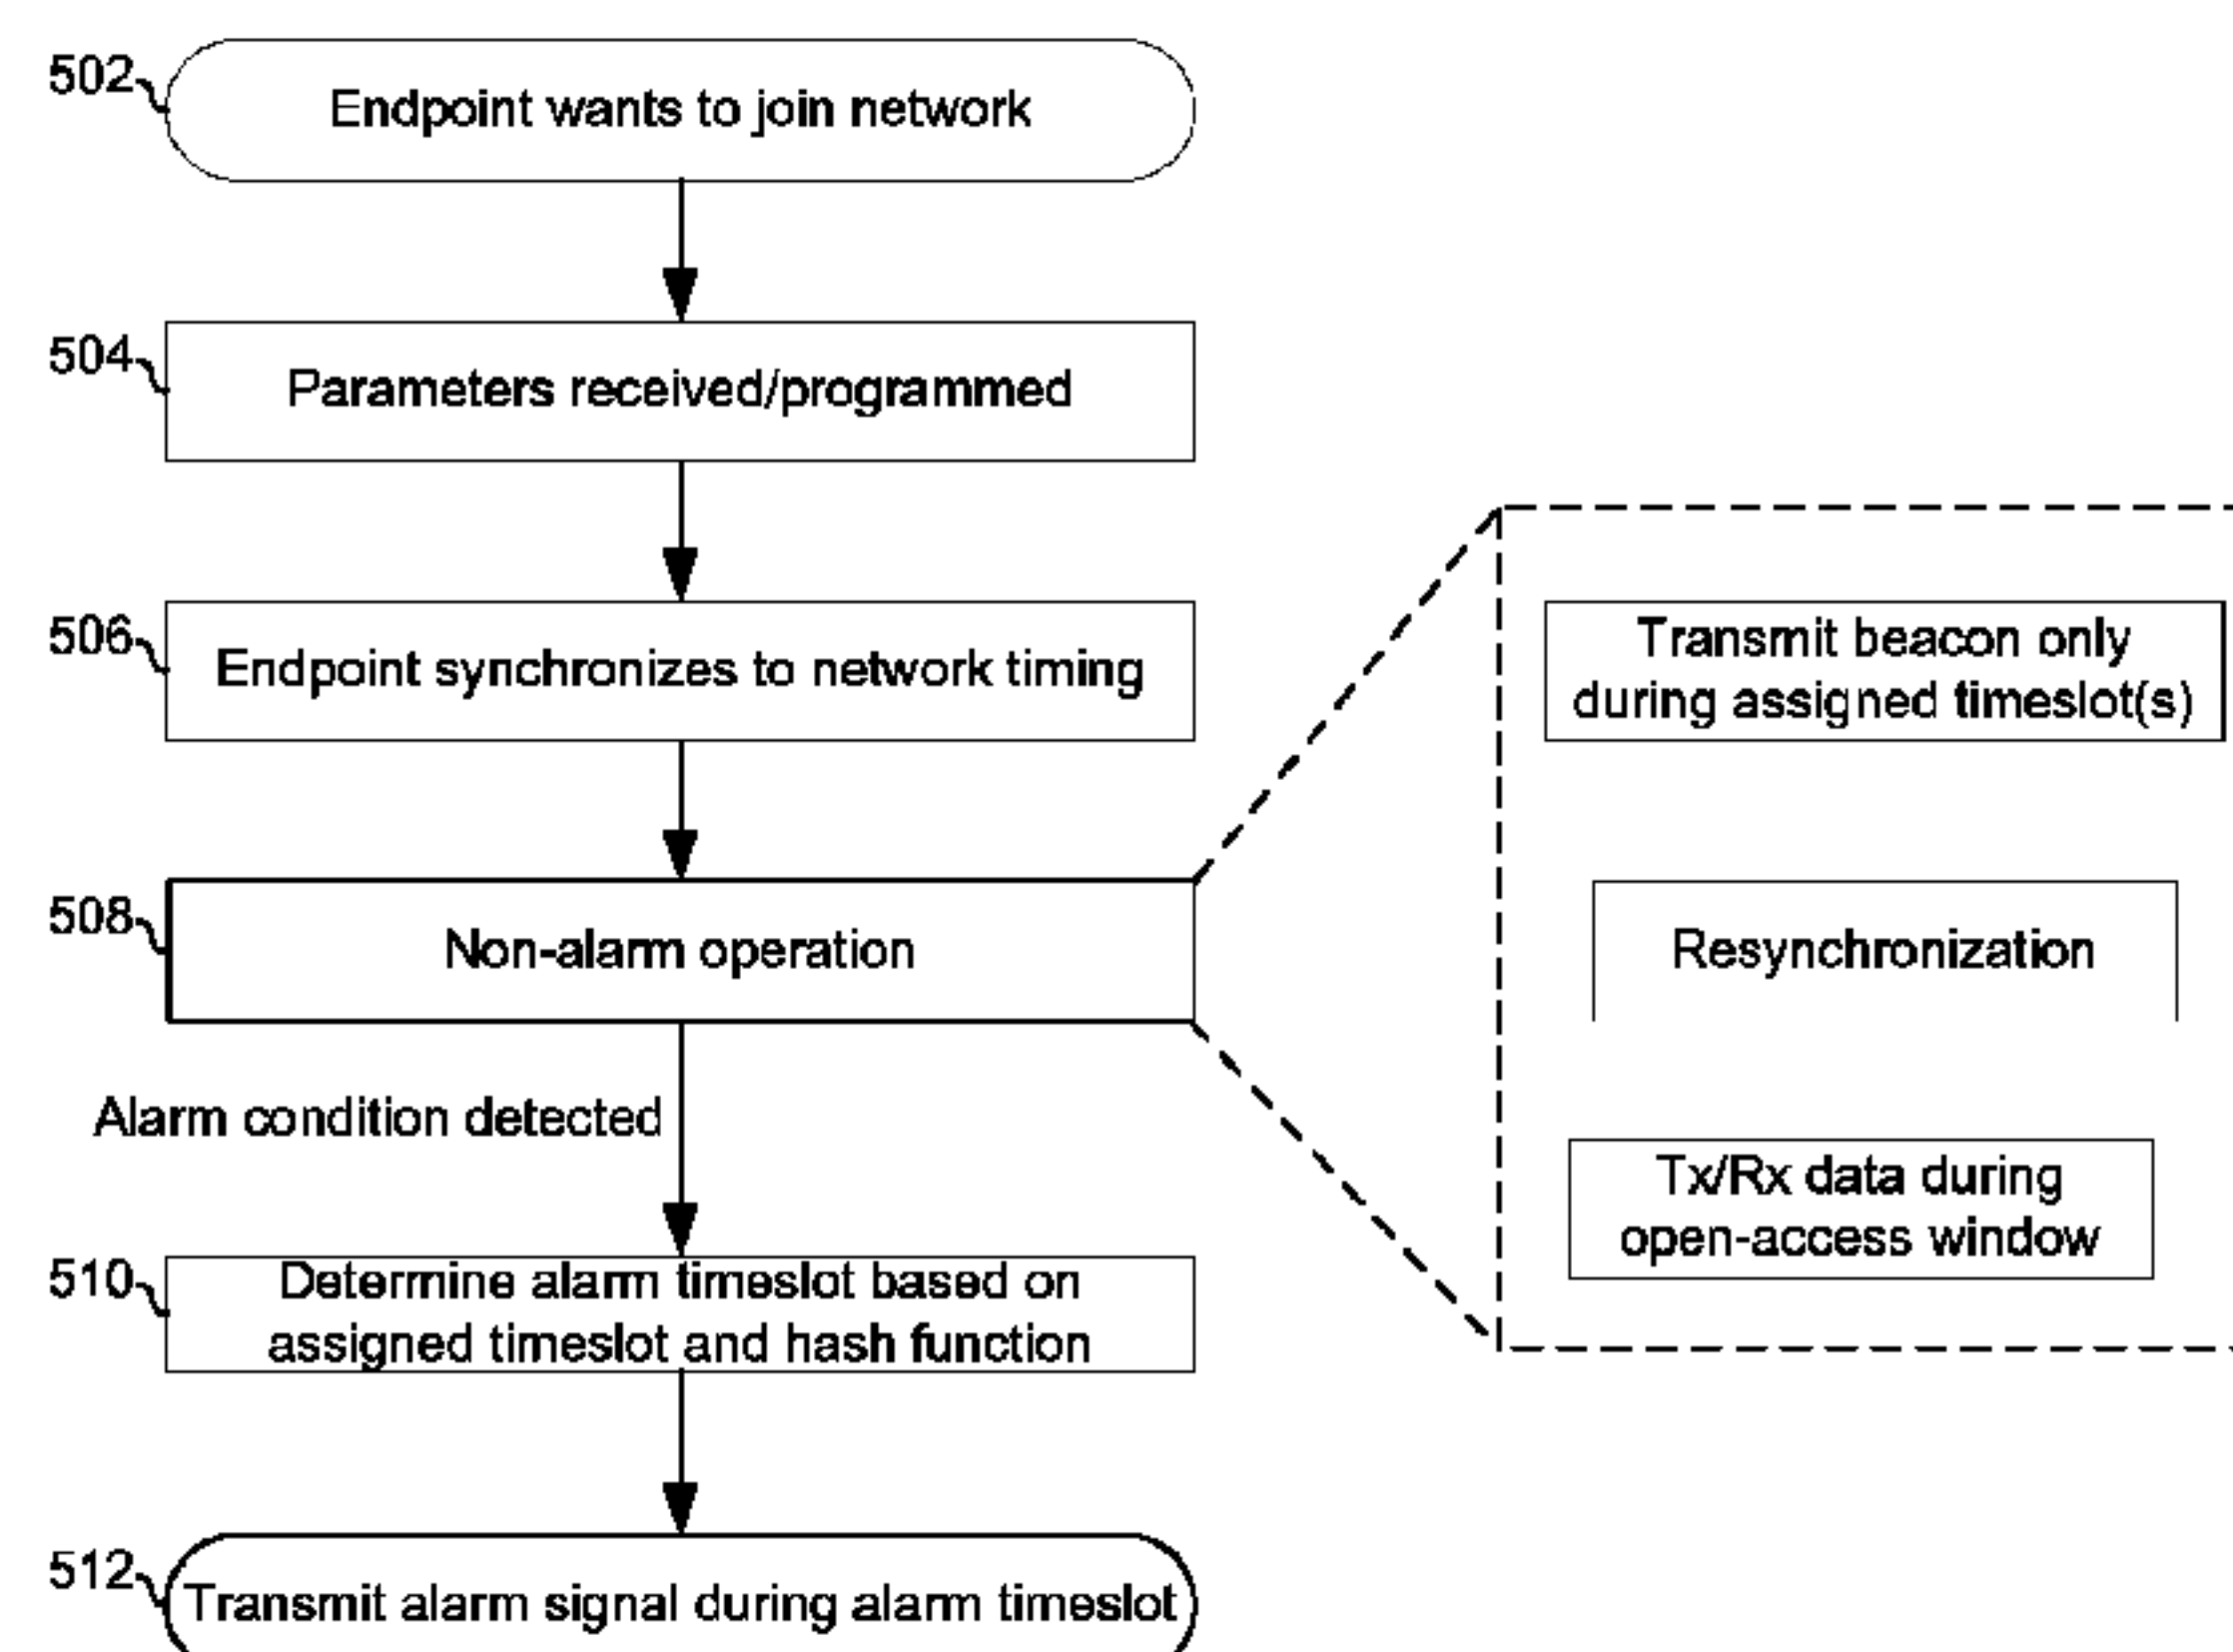 502
Endpoint wants to join network
504
Parameters received/programmed
506
Endpoint synchronizes to network timing
508
Non-alarm operation
Alarm condition detected
510
Determine alarm timeslot based on
assigned timeslot and hash function
512
Transmit alarm signal during alarm timeslot
Transmit beacon only
during assigned timeslot(s)
Resynchronization
Tx/Rx data during
open-access window